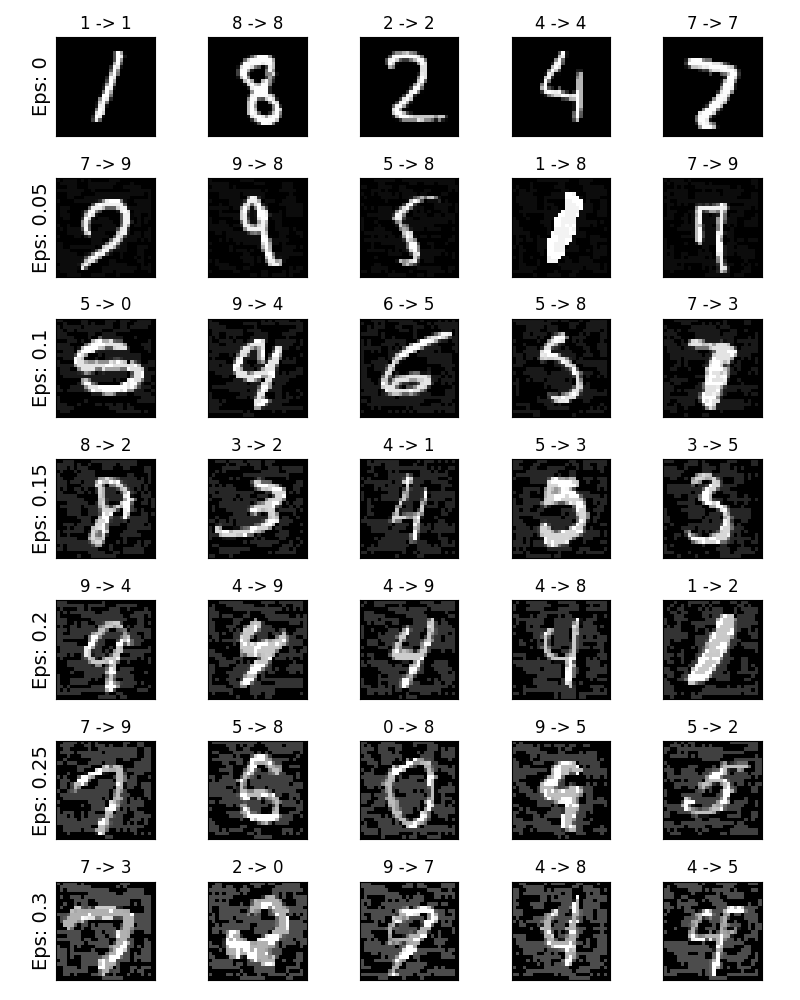 1 -> 1 8 -> 8 2 -> 2 4 -> 4 7 -> 7
Eps: 0
7 -> 9 9 -> 8 5 -> 8 1 -> 8 7 -> 9
Eps: 0.05
5 -> 0 9 -> 4 6 -> 5 5 -> 8 7 -> 3
Eps: 0.1
8 -> 2 3 -> 2 4 -> 1 5 -> 3 3 -> 5
Eps: 0.15
9 -> 4 4 -> 9 4 -> 9 4 -> 8 1 -> 2
Eps: 0.2
7 -> 9 5 -> 8 0 -> 8 9 -> 5 5 -> 2
Eps: 0.25
7 -> 3 2 -> 0 9 -> 7 4 -> 8 4 -> 5
Eps: 0.3